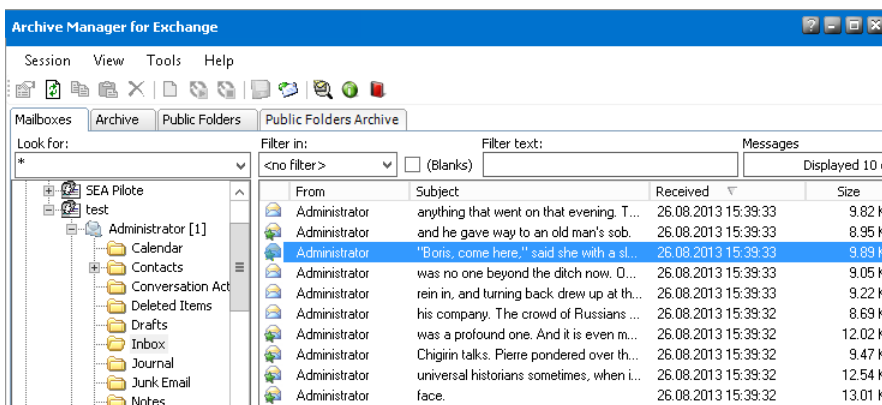 Archive Manager for Exchange
Session View Tools Help
Mailboxes Archive Public Folders Public Folders Archive
Look for: Filter in: Filter text: Messages
* <no filter> (Blanks) Displayed 10
SEA Pilote From Subject Received Size
test Administrator anything that went on that evening. T... 26.08.2013 15:39:33 9.82 K
Administrator [1] Administrator and he gave way to an old man's sob. 26.08.2013 15:39:33 8.95 K
Calendar Administrator "Boris, come here," said she with a sl... 26.08.2013 15:39:33 9.89 K
Contacts Administrator was no one beyond the ditch now. O... 26.08.2013 15:39:33 9.05 K
Conversation Act Administrator rein in, and turning back drew up at th... 26.08.2013 15:39:33 9.22 K
Deleted Items Administrator his company. The crowd of Russians ... 26.08.2013 15:39:32 8.69 K
Drafts Administrator was a profound one. And it is even m... 26.08.2013 15:39:32 12.02 K
Inbox Administrator Chigirin talks. Pierre pondered over th... 26.08.2013 15:39:32 9.47 K
Journal Administrator universal historians sometimes, when i... 26.08.2013 15:39:32 12.54 K
Junk Email Administrator face. 26.08.2013 15:39:32 13.01 K
Notes